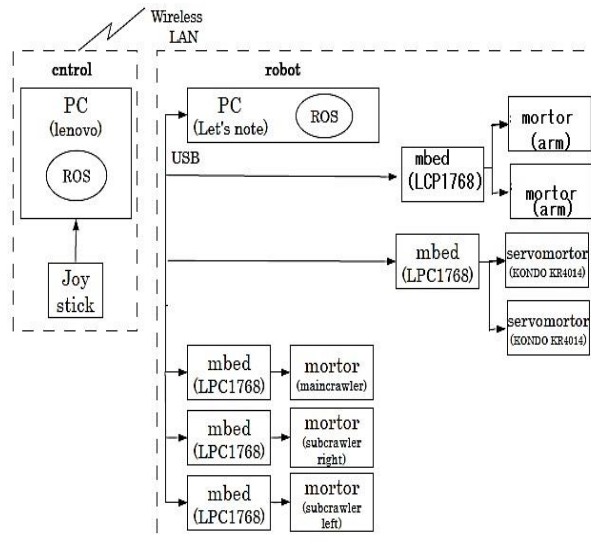 Wireless
LAN
cntrol
PC
(lenovo)
ROS
Joy
stick
robot
PC
(Let's note)
ROS
USB
mbed
(LCP1768)
mortor
(arm)
mortor
(arm)
mbed
(LPC1768)
servomortor
(KONDO KR4014)
servomortor
(KONDO KR4014)
mbed
(LPC1768)
mortor
(maincrawler)
mbed
(LPC1768)
mortor
(subcrawler
right)
mbed
(LPC1768)
mortor
(subcrawler
left)